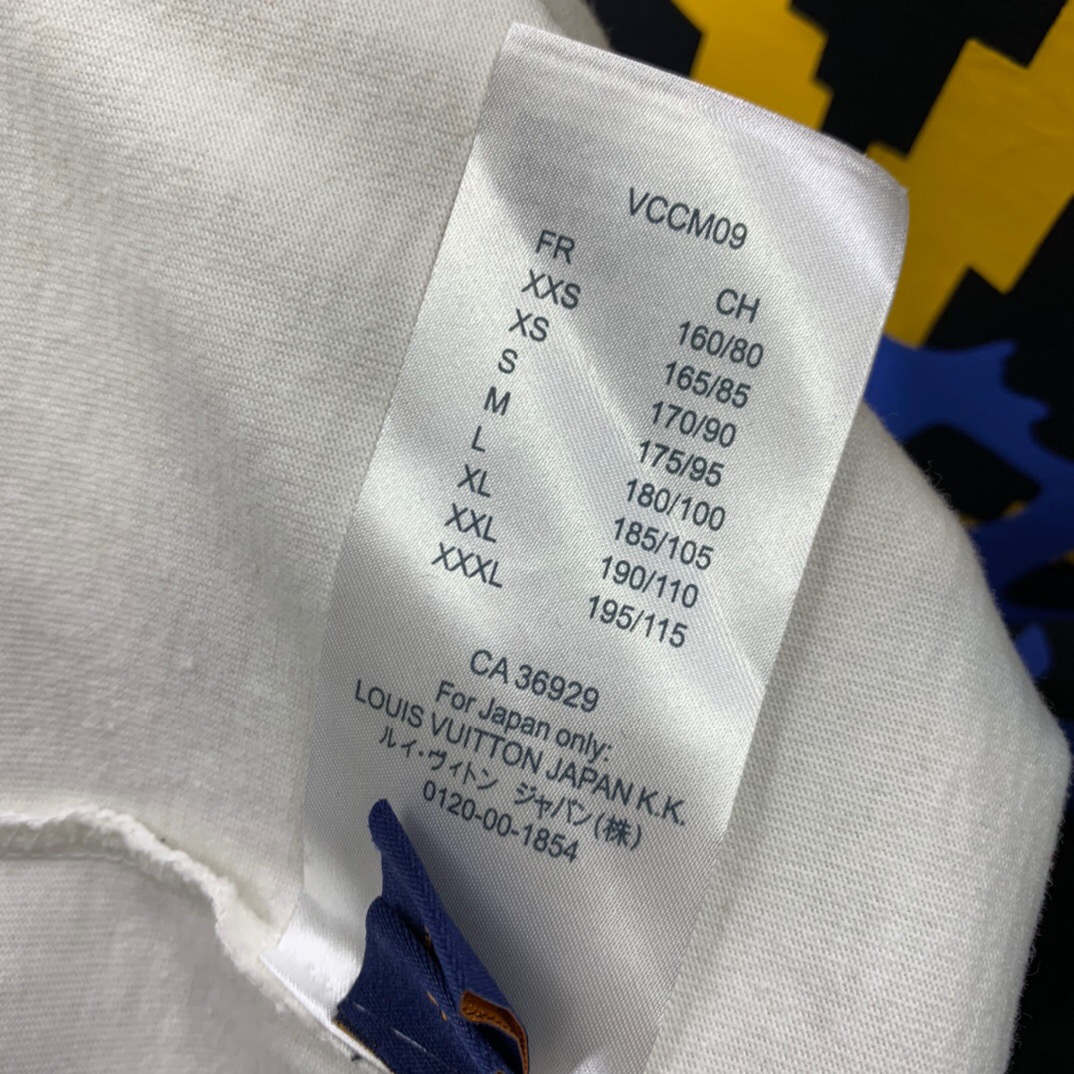 VCCM09
FR CH
XXS 160/80
XS 165/85
S 170/90
M 175/95
L 180/100
XL 185/105
XXL 190/110
XXXL 195/115
CA 36929
For Japan only:
LOUIS VUITTON JAPAN K.K.
ルイ・ヴィトン ジャパン(株)
0120-00-1854